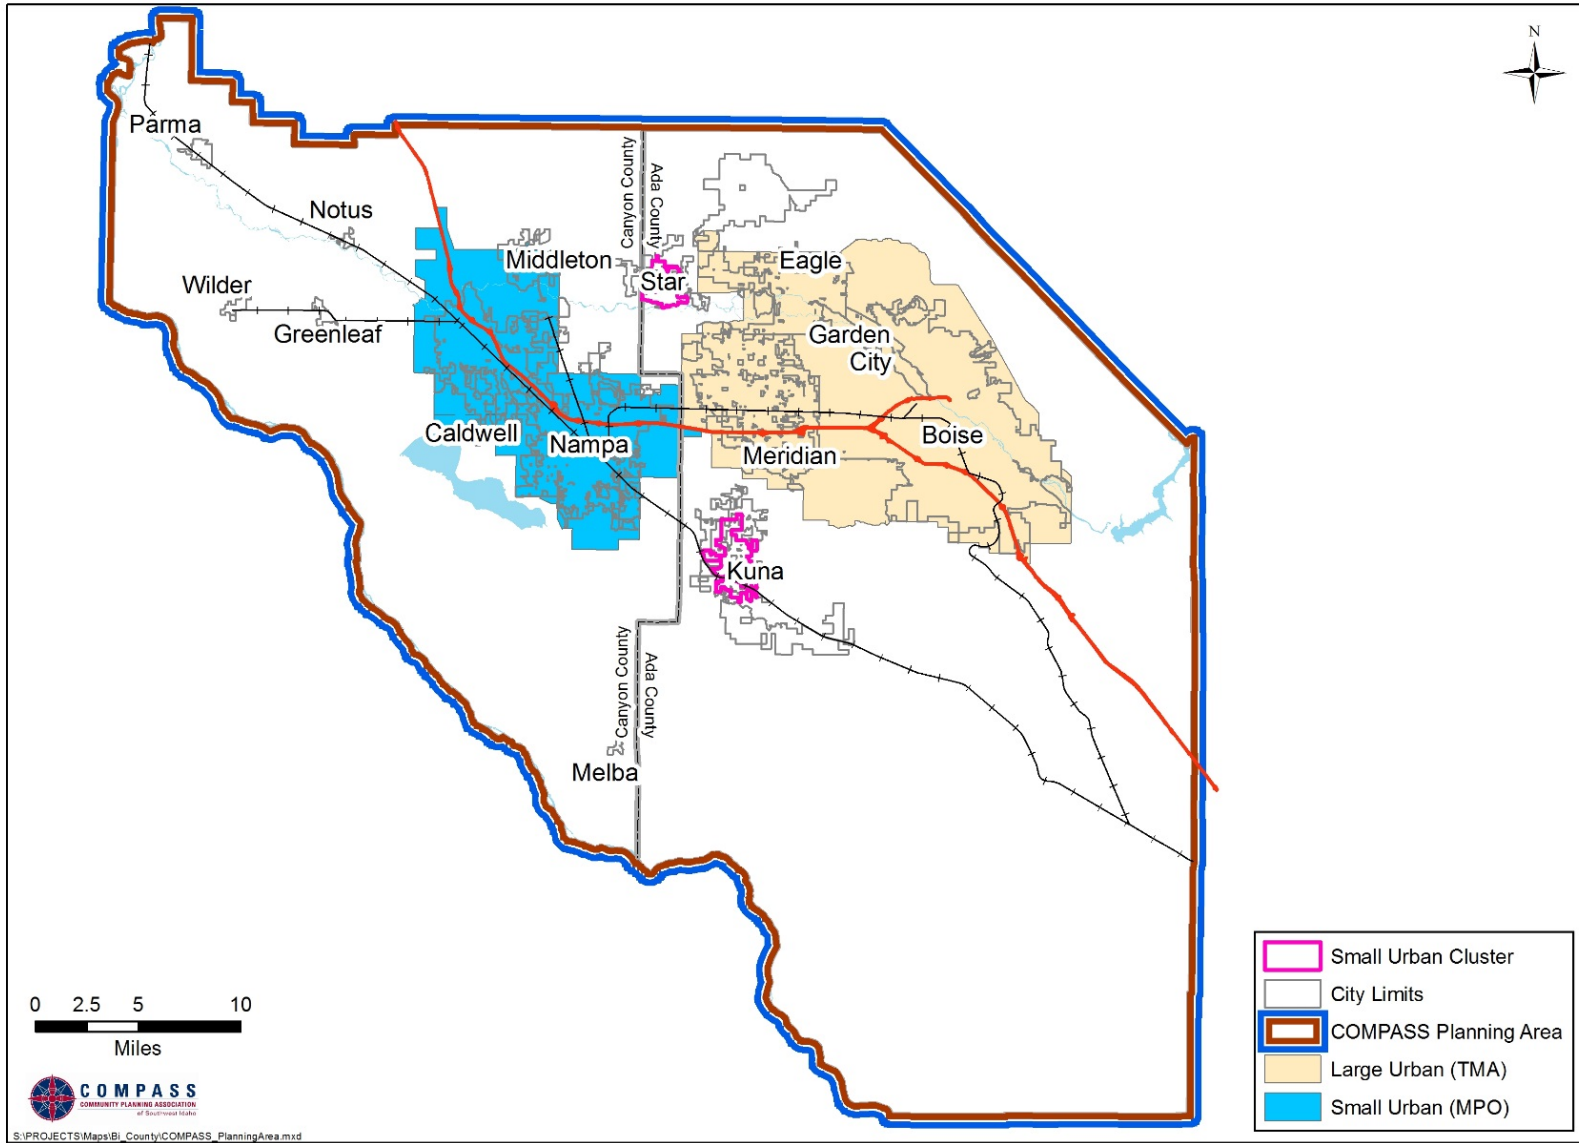 N
Parma
Canyon County
Ada County
Notus
Middleton
Eagle
Star
Wilder
Greenleaf
Garden
City
Caldwell
Nampa
Boise
Meridian
Kuna
Canyon County
Ada County
Melba
Small Urban Cluster
City Limits
COMPASS Planning Area
Large Urban (TMA)
Small Urban (MPO)
0 2.5 5 10
Miles
COMPASS
COMMUNITY PLANNING ASSOCIATION
of Southwest Idaho
S:\PROJECTS\Maps\Bi_County\COMPASS_PlanningArea.mxd